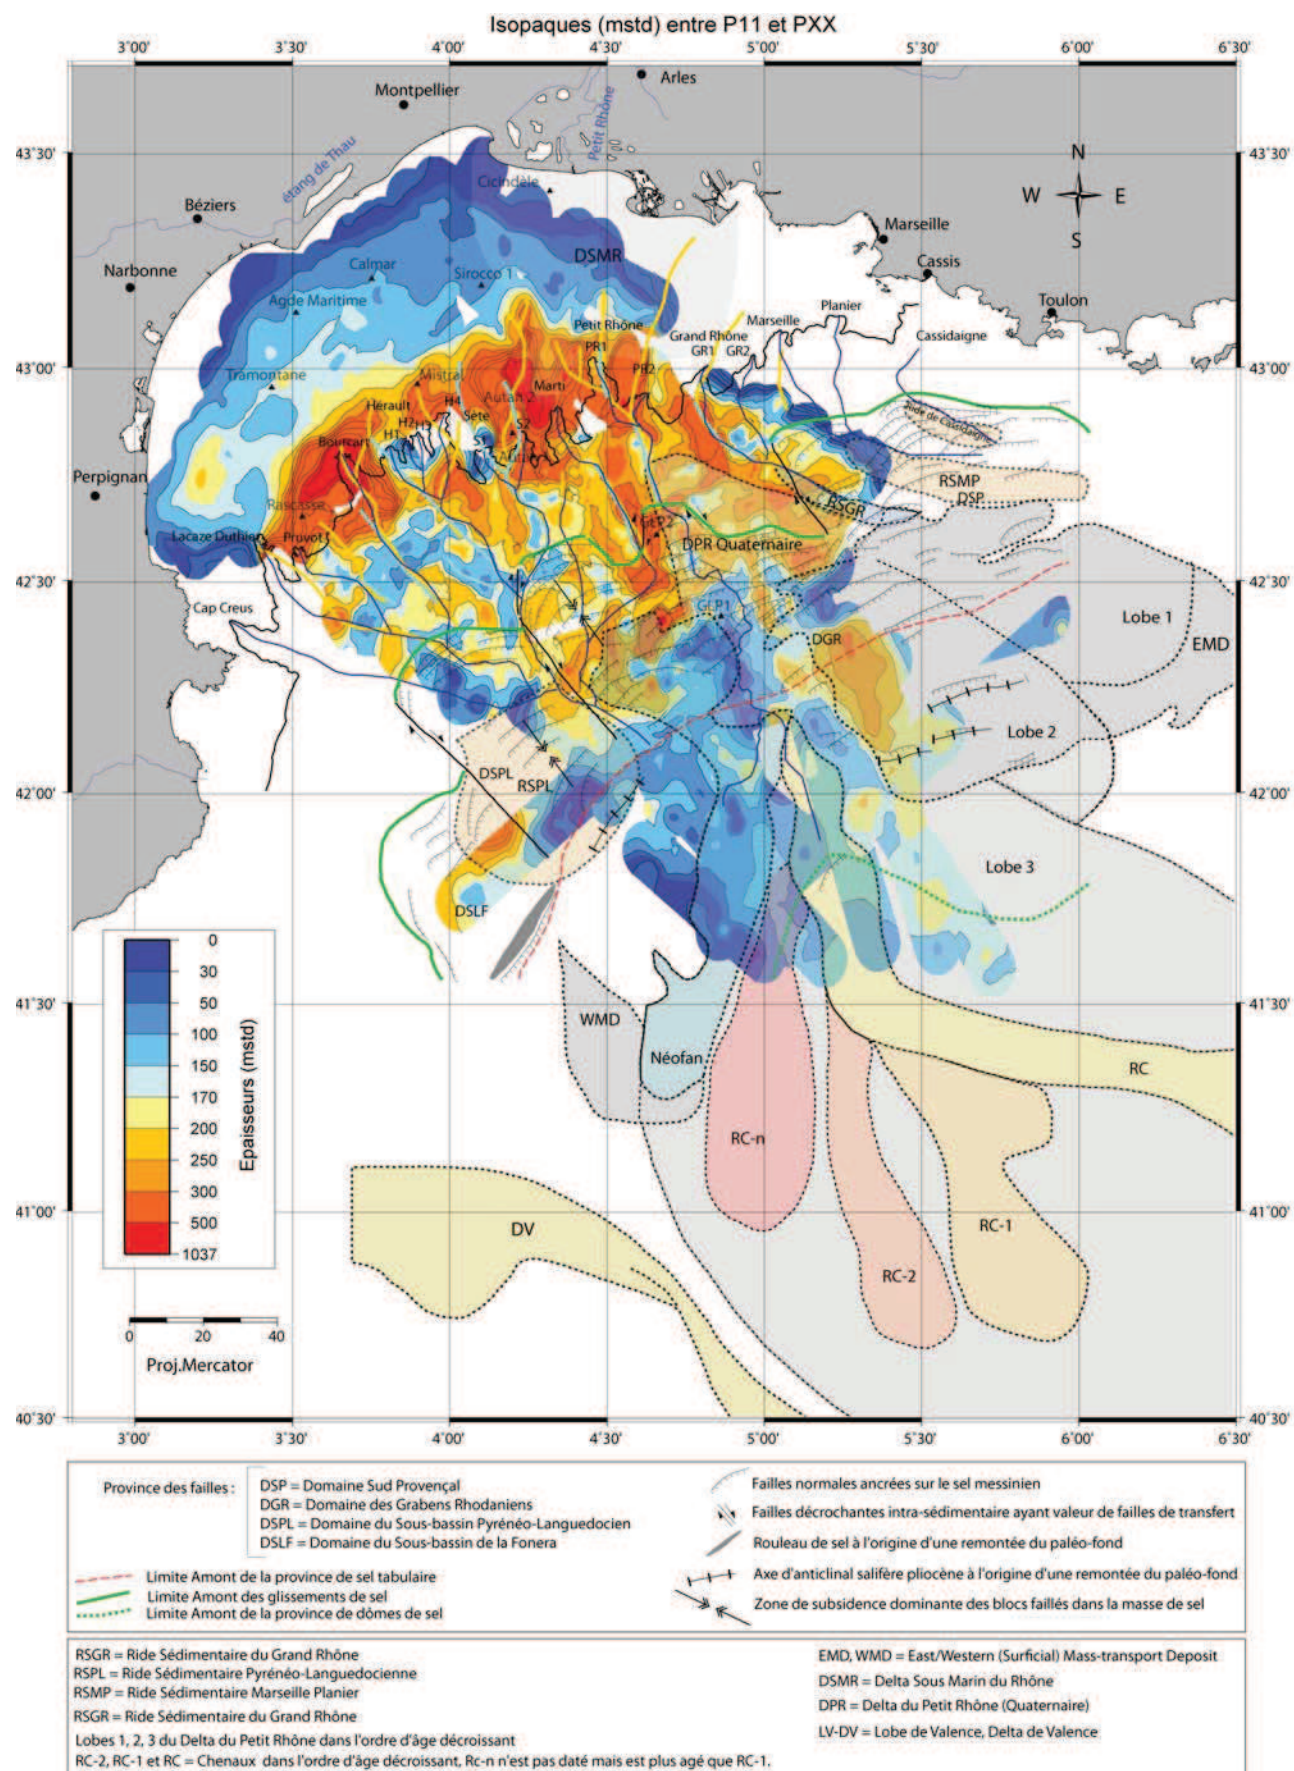 Isopaques (mstd) entre P11 et PXX
3°00' 3°30' 4°00' 4°30' 5°00' 5°30' 6°00' 6°30'
Arles
Montpellier
Petit Rhône
43°30' 43°30'
étang de Thau
Cicindèle
N
W E
S
Béziers
Marseille
DSMR
Narbonne
Calmar
Sirocco 1
Cassis
Agde Maritime
Planier
Toulon
Petit Rhône
Marseille
Grand Rhône
Cassidaigne
PR1
GR1 GR2
43°00' 43°00'
Tramontane
Mistral
PR2
Marti
Autan 2
Hérault
H4
Sète
Ride de Cassidaigne
H2
H3
H1
S2
Bourcart
S1
Perpignan
RSMP
DSP
Rascasse
RSGR
GLP2
Lacaze Duthier
Pruvot
DPR Quaternaire
42°30' 42°30'
Cap Creus
GLP1
Lobe 1
DGR
EMD
Lobe 2
DSPL
RSPL
42°00' 42°00'
Lobe 3
DSLF
0
30
50
100
150
170
200
250
300
500
1037
Epaisseurs (mstd)
41°30' 41°30'
WMD
Néofan
RC
RC-n
41°00' 41°00'
DV
RC-1
RC-2
0 20 40
Proj.Mercator
40°30' 40°30'
3°00' 3°30' 4°00' 4°30' 5°00' 5°30' 6°00' 6°30'
Province des failles :
DSP = Domaine Sud Provençal
DGR = Domaine des Grabens Rhodaniens
DSPL = Domaine du Sous-bassin Pyrénéo-Languedocien
DSLF = Domaine du Sous-bassin de la Fonera
Limite Amont de la province de sel tabulaire
Limite Amont des glissements de sel
Limite Amont de la province de dômes de sel
Failles normales ancrées sur le sel messinien
Failles décrochantes intra-sédimentaire ayant valeur de failles de transfert
Rouleau de sel à l'origine d'une remontée du paléo-fond
Axe d'anticlinal salifère pliocène à l'origine d'une remontée du paléo-fond
Zone de subsidence dominante des blocs faillés dans la masse de sel
RSGR = Ride Sédimentaire du Grand Rhône
RSPL = Ride Sédimentaire Pyrénéo-Languedocienne
RSMP = Ride Sédimentaire Marseille Planier
RSGR = Ride Sédimentaire du Grand Rhône
Lobes 1, 2, 3 du Delta du Petit Rhône dans l'ordre d'âge décroissant
RC-2, RC-1 et RC = Chenaux dans l'ordre d'âge décroissant, Rc-n n'est pas daté mais est plus agé que RC-1.
EMD, WMD = East/Western (Surficial) Mass-transport Deposit
DSMR = Delta Sous Marin du Rhône
DPR = Delta du Petit Rhône (Quaternaire)
LV-DV = Lobe de Valence, Delta de Valence